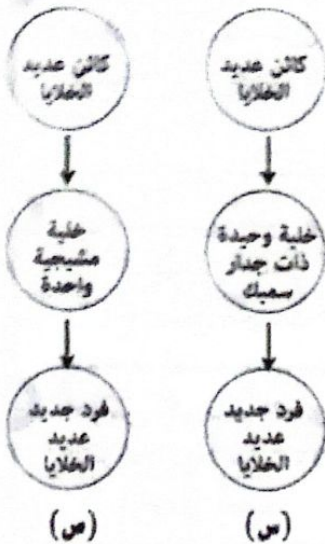 كائن عديد
الخلايا
خلية وحيدة
ذات جدار
سميك
فرد جديد
عديد
الخلايا
(س)
كائن عديد
الخلايا
خلية
مشيجية
واحدة
فرد جديد
عديد
الخلايا
(ص)